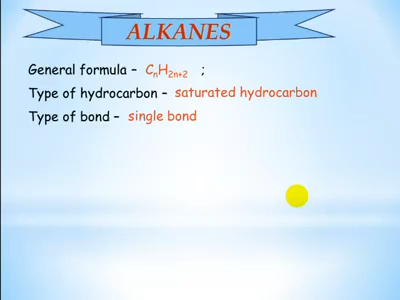 ALKANES
General formula – CₙH₂ₙ₊₂ ;
Type of hydrocarbon – saturated hydrocarbon
Type of bond – single bond